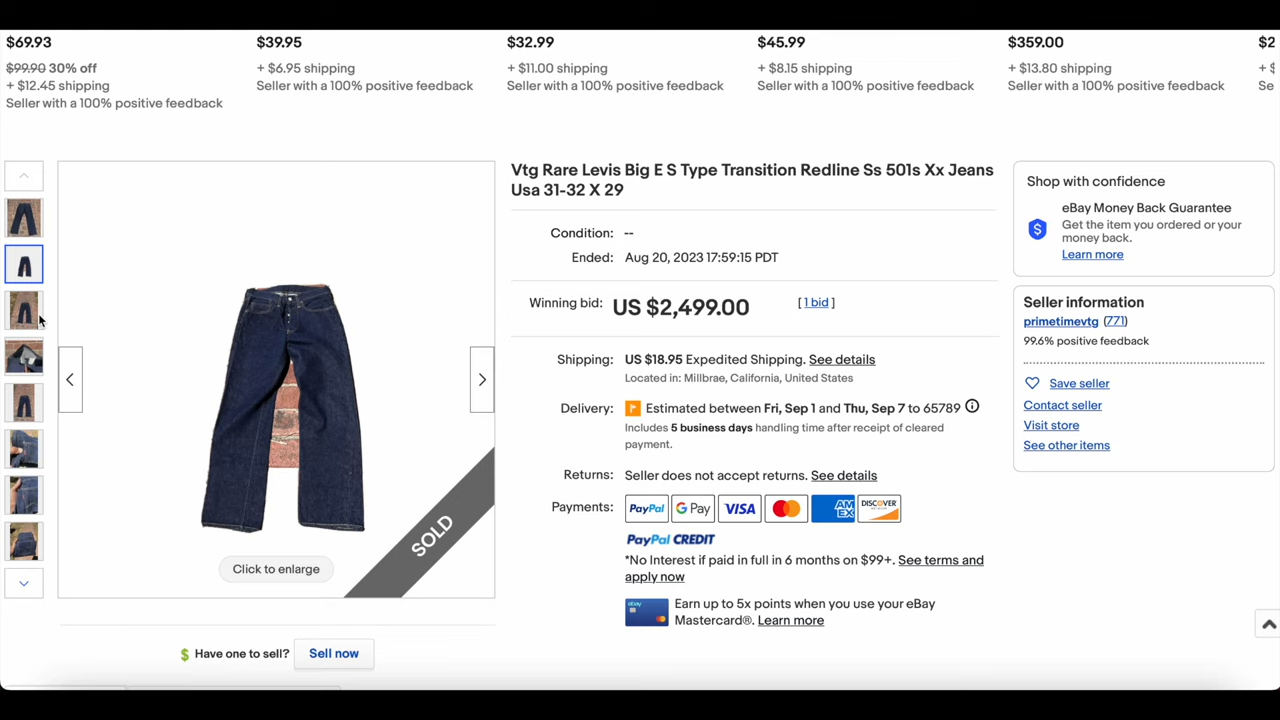 $69.93
$99.90 30% off
+ $12.45 shipping
Seller with a 100% positive feedback
$39.95
+ $6.95 shipping
Seller with a 100% positive feedback
$32.99
+ $11.00 shipping
Seller with a 100% positive feedback
$45.99
+ $8.15 shipping
Seller with a 100% positive feedback
$359.00
+ $13.80 shipping
Seller with a 100% positive feedback
$2
+ $
Se
SOLD
Click to enlarge
Have one to sell?
Sell now
Vtg Rare Levis Big E S Type Transition Redline Ss 501s Xx Jeans
Usa 31-32 X 29
Condition: --
Ended: Aug 20, 2023 17:59:15 PDT
Winning bid: US $2,499.00 [ 1 bid ]
Shipping: US $18.95 Expedited Shipping. See details
Located in: Millbrae, California, United States
Delivery: Estimated between Fri, Sep 1 and Thu, Sep 7 to 65789
Includes 5 business days handling time after receipt of cleared
payment.
Returns: Seller does not accept returns. See details
Payments: PayPal G Pay VISA mastercard AM EX DISCOVER
PayPal CREDIT
*No Interest if paid in full in 6 months on $99+. See terms and
apply now
ebay
Earn up to 5x points when you use your eBay
Mastercard®. Learn more
Shop with confidence
eBay Money Back Guarantee
Get the item you ordered or your
money back.
Learn more
Seller information
primetimevtg (771)
99.6% positive feedback
Save seller
Contact seller
Visit store
See other items